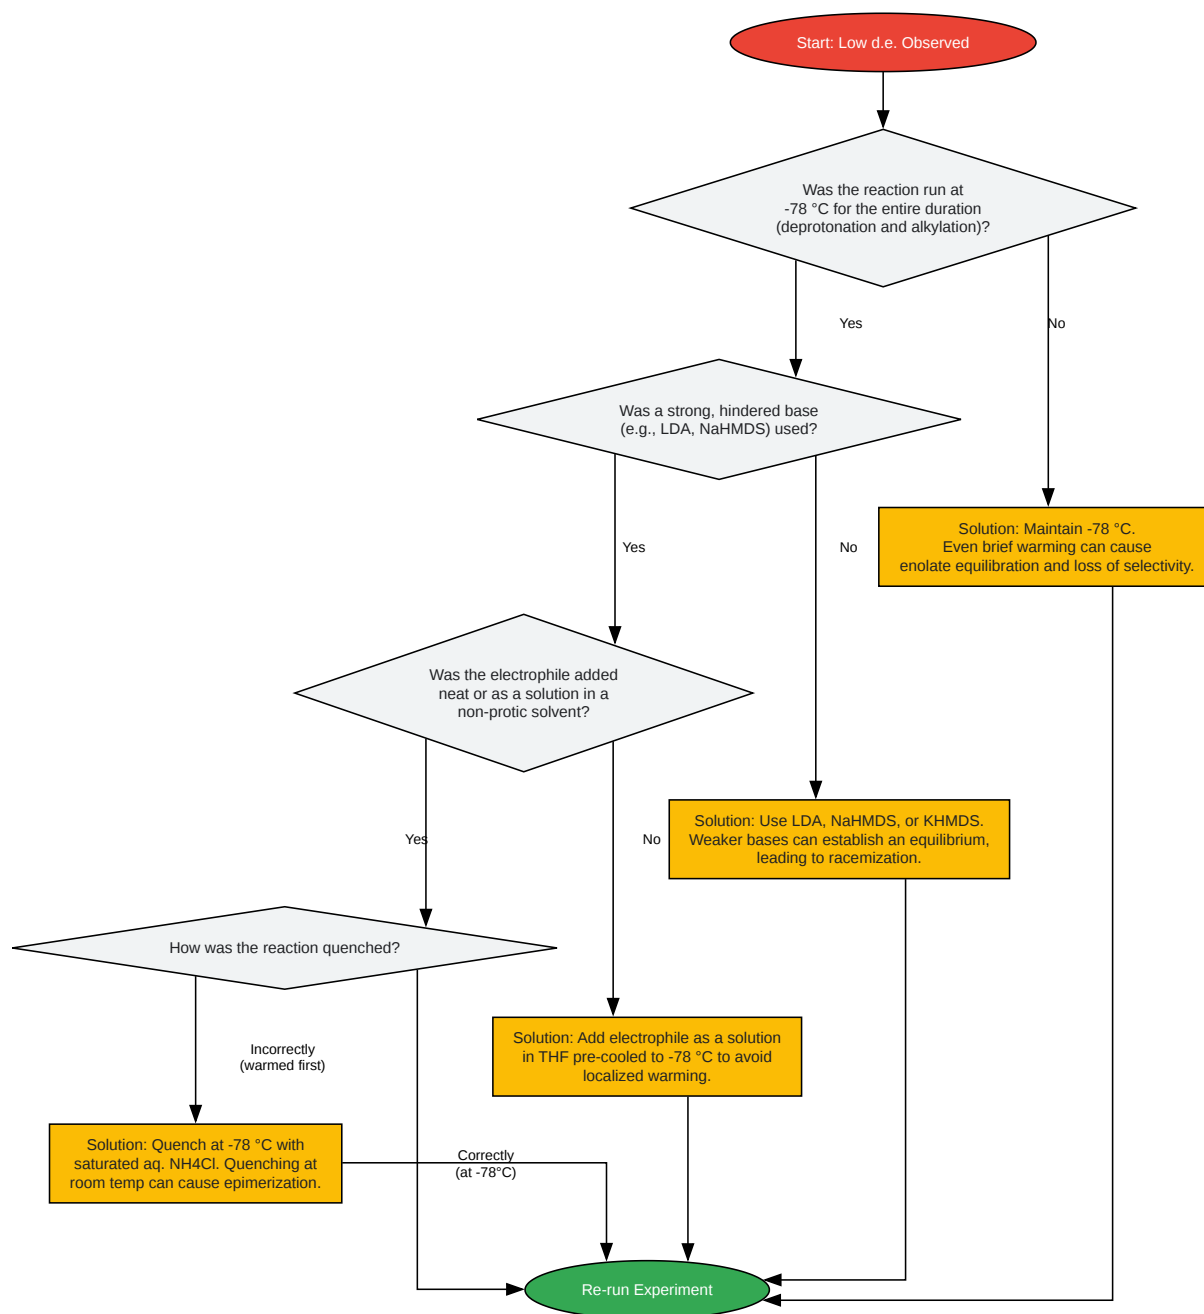 Start: Low d.e. Observed
Was the reaction run at
-78 °C for the entire duration
(deprotonation and alkylation)?
Yes
No
Was a strong, hindered base
(e.g., LDA, NaHMDS) used?
Solution: Maintain -78 °C.
Even brief warming can cause
enolate equilibration and loss of selectivity.
Yes
No
Was the electrophile added
neat or as a solution in a
non-protic solvent?
Solution: Use LDA, NaHMDS, or KHMDS.
Weaker bases can establish an equilibrium,
leading to racemization.
Yes
No
How was the reaction quenched?
Solution: Add electrophile as a solution
in THF pre-cooled to -78 °C to avoid
localized warming.
Incorrectly
(warmed first)
Solution: Quench at -78 °C with
saturated aq. NH4Cl. Quenching at
room temp can cause epimerization.
Correctly
(at -78°C)
Re-run Experiment